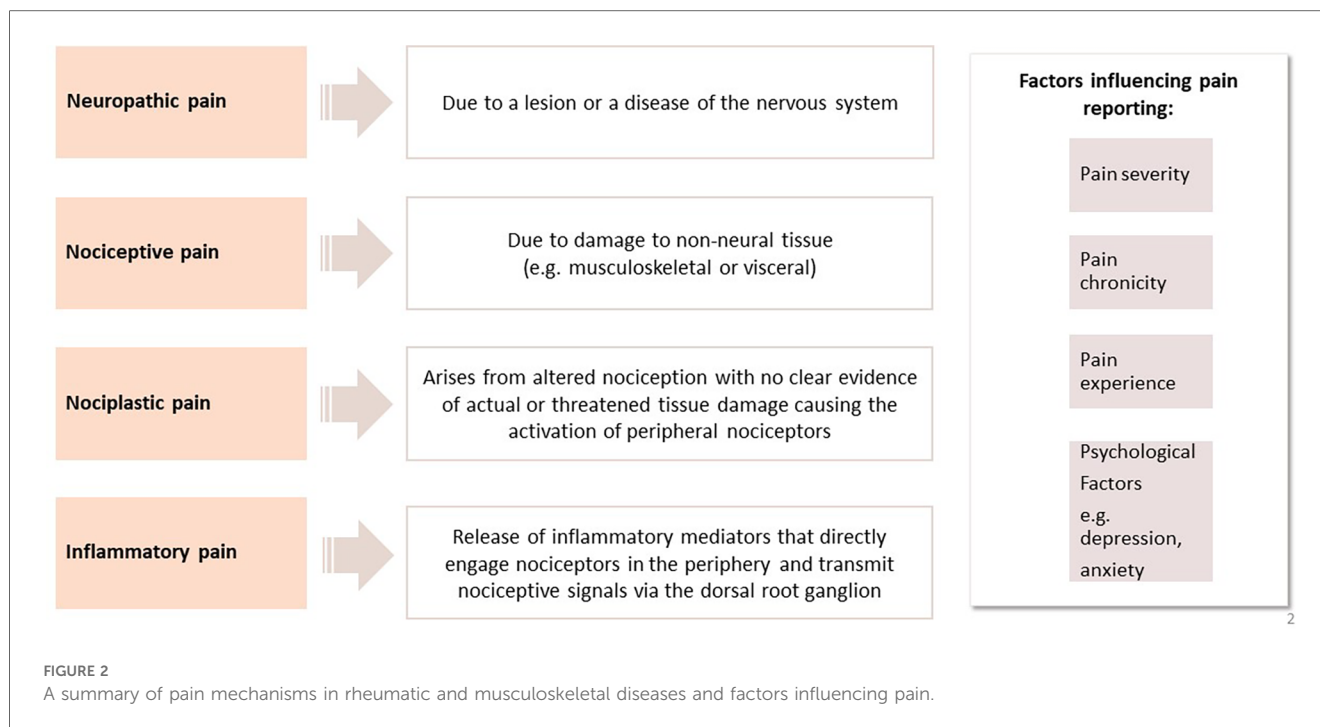 Neuropathic pain
Due to a lesion or a disease of the nervous system
Nociceptive pain
Due to damage to non-neural tissue
(e.g. musculoskeletal or visceral)
Nociplastic pain
Arises from altered nociception with no clear evidence
of actual or threatened tissue damage causing the
activation of peripheral nociceptors
Inflammatory pain
Release of inflammatory mediators that directly
engage nociceptors in the periphery and transmit
nociceptive signals via the dorsal root ganglion
Factors influencing pain
reporting:
Pain severity
Pain
chronicity
Pain
experience
Psychological
Factors
e.g.
depression,
anxiety
2
FIGURE 2
A summary of pain mechanisms in rheumatic and musculoskeletal diseases and factors influencing pain.